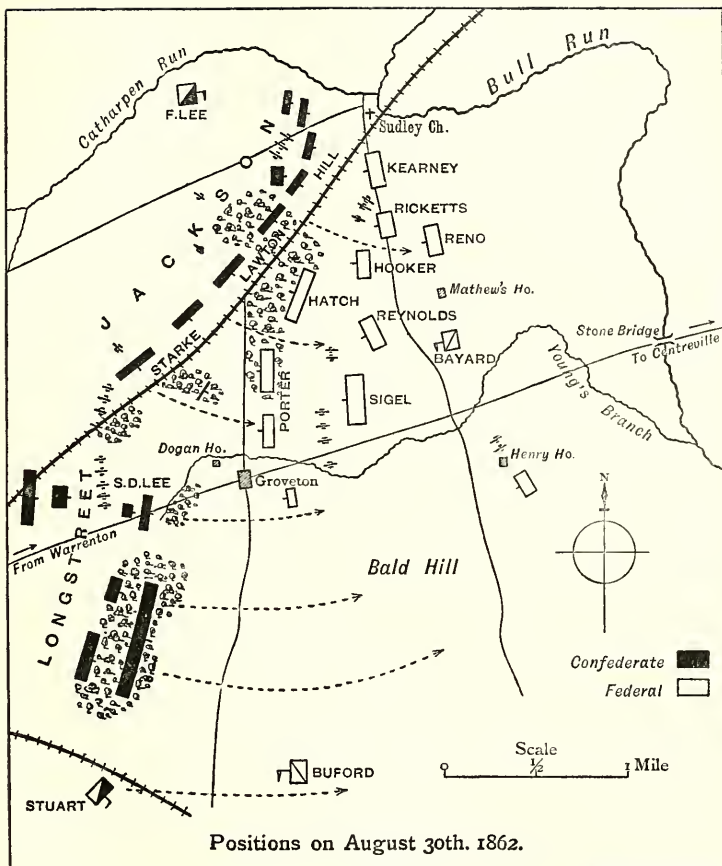 Catharpen Run
F. LEE
Bull Run
Sudley Ch.
JACKSON
HILL
LAWTON
STARKE
KEARNEY
RICKETTS
RENO
HOOKER
HATCH
Mathew's Ho.
REYNOLDS
BAYARD
Stone Bridge
To Centreville
Young's Branch
PORTER
SIGEL
Dogan Ho.
Groveton
Henry Ho.
S.D. LEE
From Warrenton
LONGSTREET
Bald Hill
N
Confederate
Federal
Scale
0 1/2 1 Mile
BUFORD
STUART
Positions on August 30th. 1862.